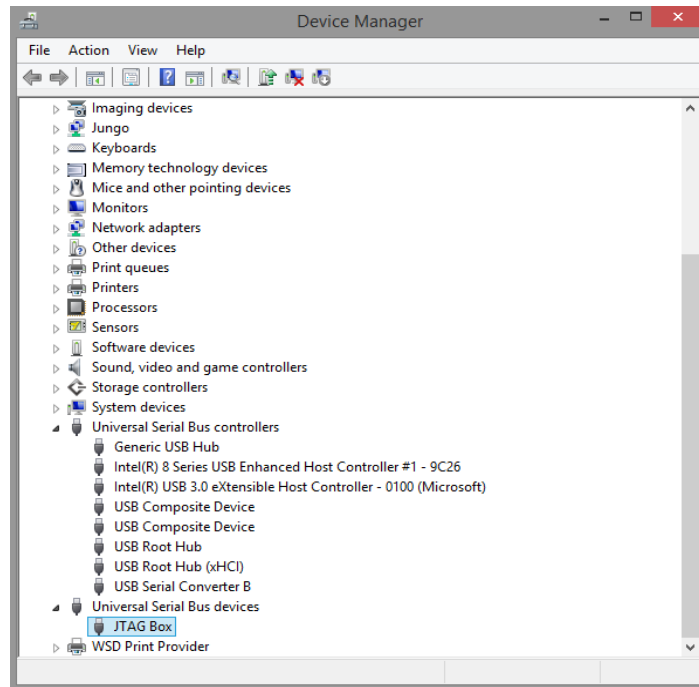 Device Manager
File Action View Help
Imaging devices
Jungo
Keyboards
Memory technology devices
Mice and other pointing devices
Monitors
Network adapters
Other devices
Print queues
Printers
Processors
Sensors
Software devices
Sound, video and game controllers
Storage controllers
System devices
Universal Serial Bus controllers
Generic USB Hub
Intel(R) 8 Series USB Enhanced Host Controller #1 - 9C26
Intel(R) USB 3.0 eXtensible Host Controller - 0100 (Microsoft)
USB Composite Device
USB Composite Device
USB Root Hub
USB Root Hub (xHCI)
USB Serial Converter B
Universal Serial Bus devices
JTAG Box
WSD Print Provider